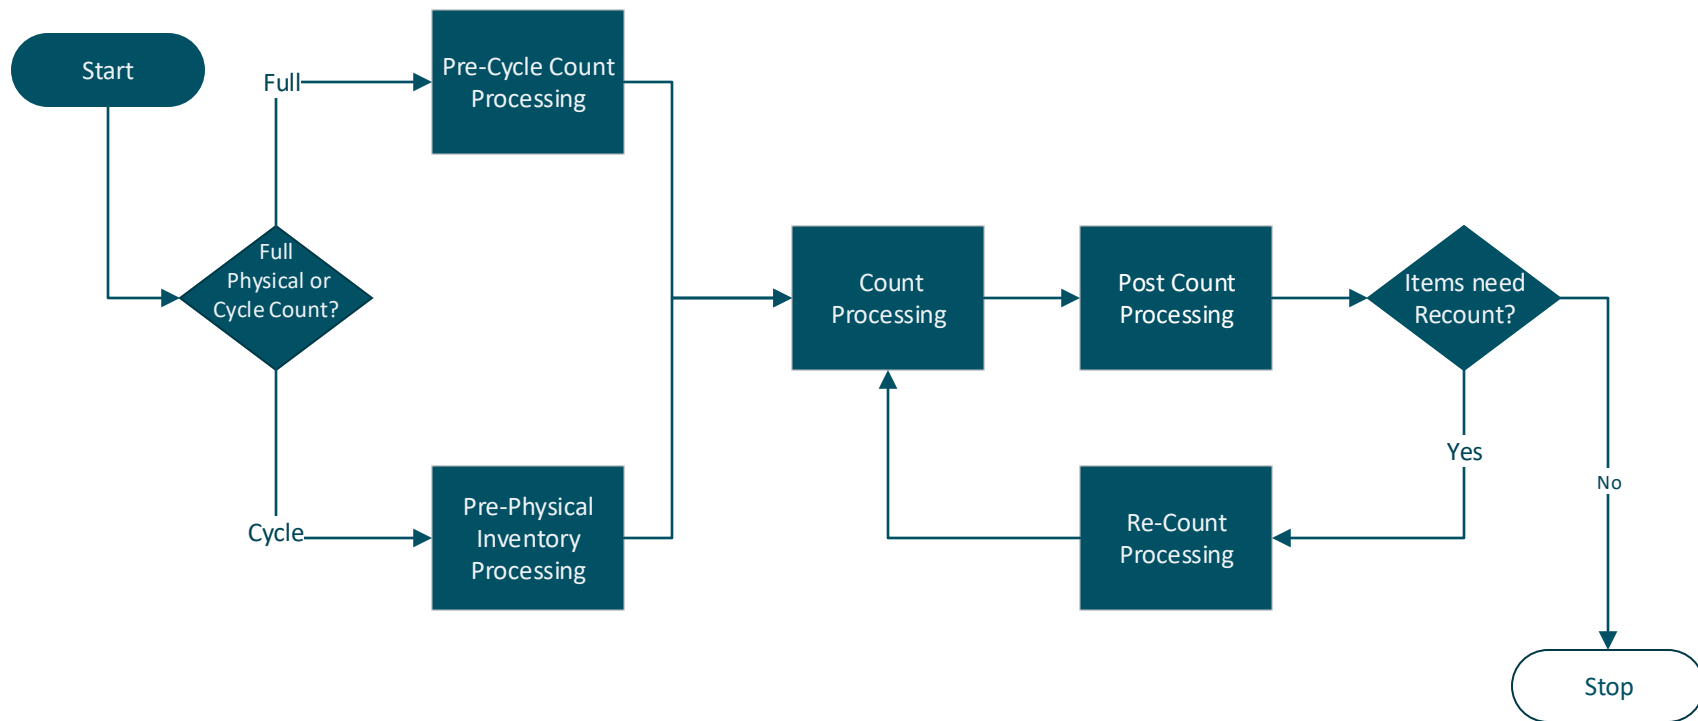 Start
Full
Pre-Cycle Count
Processing
Full
Physical or
Cycle Count?
Cycle
Pre-Physical
Inventory
Processing
Count
Processing
Post Count
Processing
Items need
Recount?
Yes
No
Re-Count
Processing
Stop